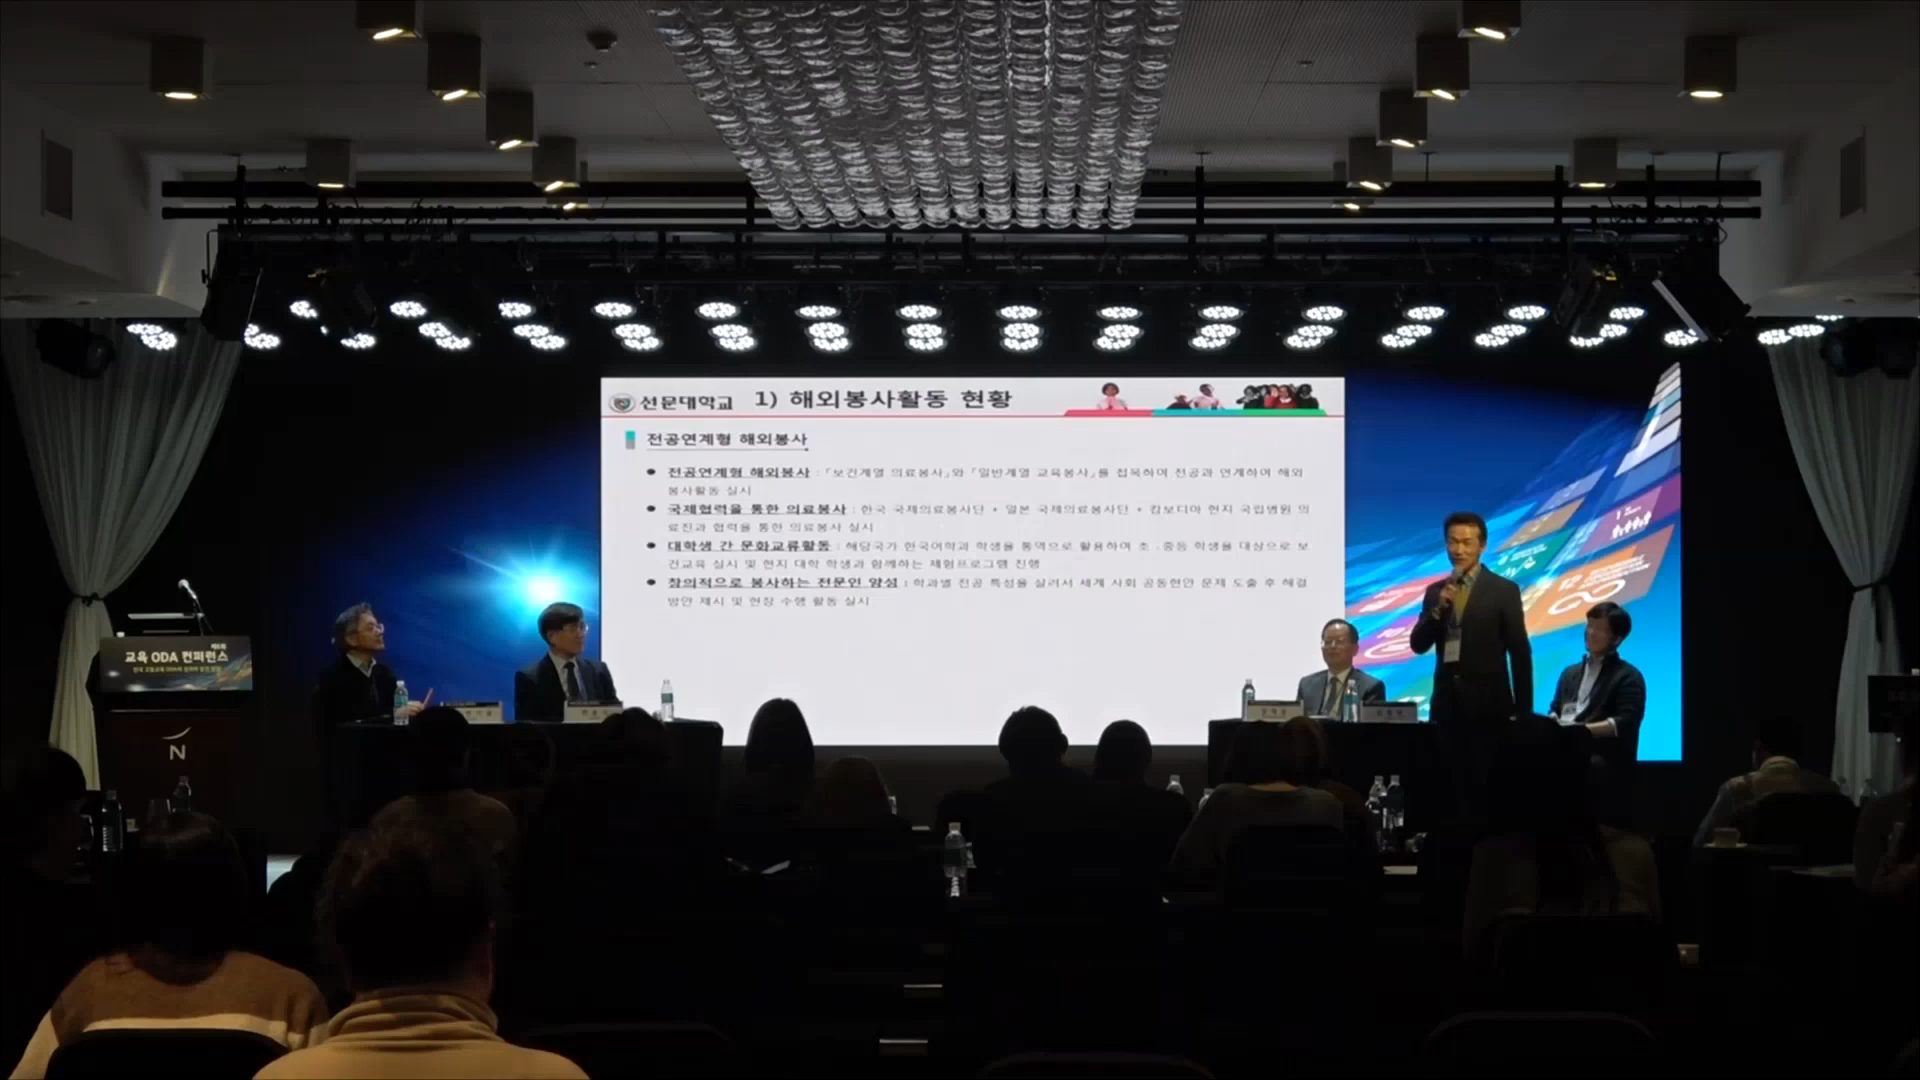 선문대학교 1) 해외봉사활동 현황
전공연계형 해외봉사
전공연계형 해외봉사 : 「보건계열 의료봉사」와 「일반계열 교육봉사」를 접목하여 전공과 연계하여 해외
봉사활동 실시
국제협력을 통한 의료봉사 : 한국 국제의료봉사단 + 일본 국제의료봉사단 + 캄보디아 현지 국립병원 의
료진과 협력을 통한 의료봉사 실시
대학생 간 문화교류활동 : 해당국가 한국어학과 학생을 통역으로 활용하여 초·중등 학생을 대상으로 보
건교육 실시 및 현지 대학 학생과 함께하는 체험프로그램 진행
창의적으로 봉사하는 전문인 양성 : 학과별 전공 특성을 살려서 세계 사회 공동현안 문제 도출 후 해결
방안 제시 및 현장 수행 활동 실시
교육 ODA 컨퍼런스
N
12
10